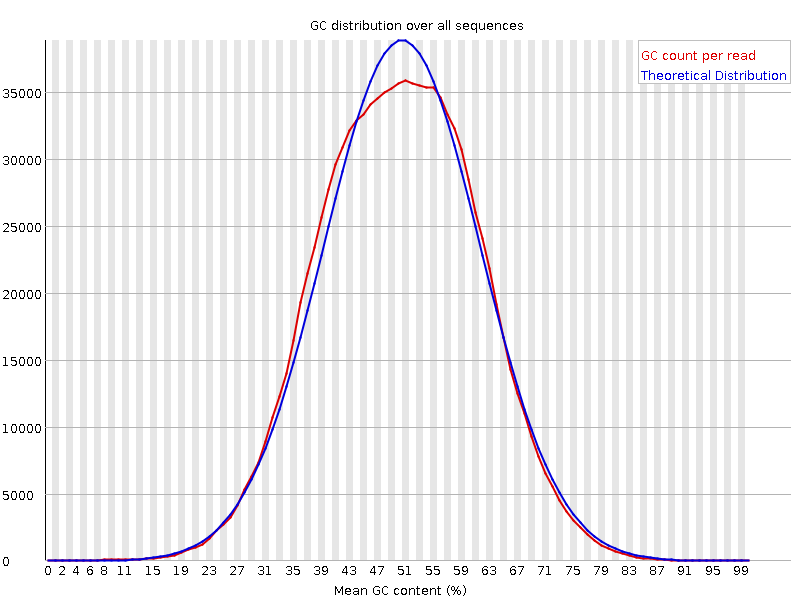 GC distribution over all sequences
GC count per read
Theoretical Distribution
35000
30000
25000
20000
15000
10000
5000
0
0 2 4 6 8 11 15 19 23 27 31 35 39 43 47 51 55 59 63 67 71 75 79 83 87 91 95 99
Mean GC content (%)